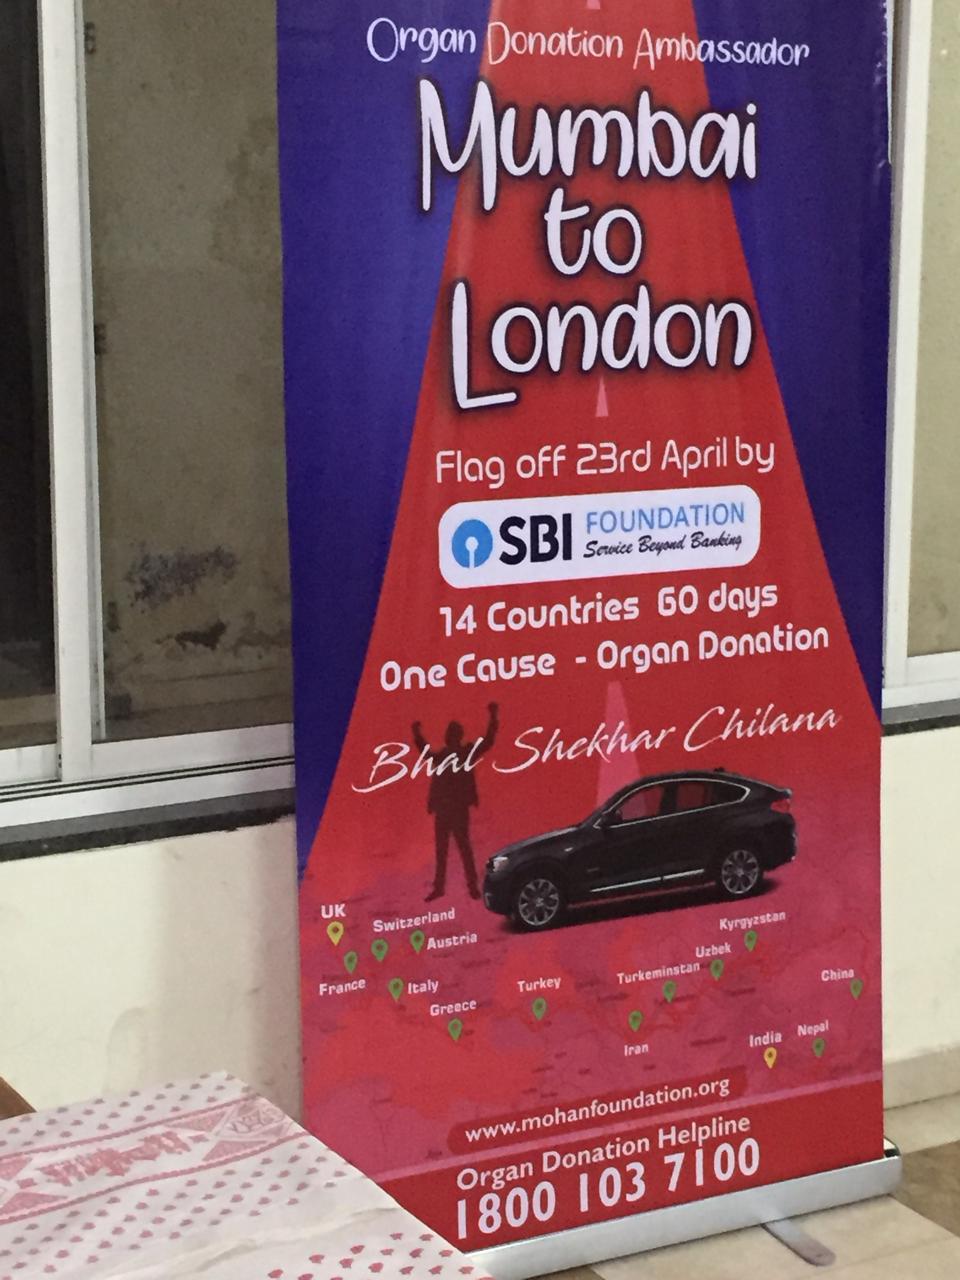 Organ Donation Ambassador
Mumbai
to
London
Flag off 23rd April by
SBI FOUNDATION
Service Beyond Banking
14 Countries 60 days
One Cause - Organ Donation
Bhal Shekhar Chilana
UK
Switzerland
Austria
France
Italy
Greece
Turkey
Turkeminstan
Uzbek
Kyrgyzstan
China
Iran
India
Nepal
www.mohanfoundation.org
Organ Donation Helpline
1800 103 7100